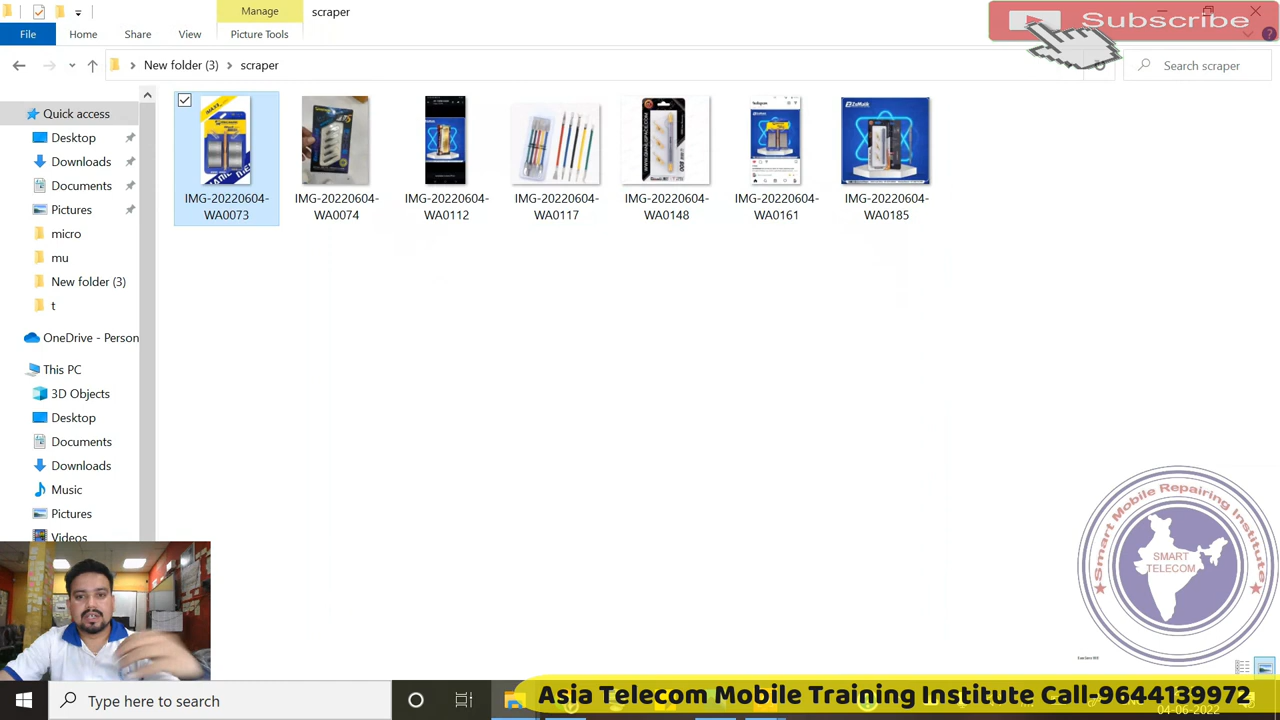 Manage
scraper
Subscribe
File
Home
Share
View
Picture Tools
New folder (3)
scraper
Search scraper
Quick access
Desktop
Downloads
Documents
Pictures
micro
mu
New folder (3)
t
OneDrive - Person
This PC
3D Objects
Desktop
Documents
Downloads
Music
Pictures
Videos
IMG-20220604-
WA0073
IMG-20220604-
WA0074
IMG-20220604-
WA0112
IMG-20220604-
WA0117
IMG-20220604-
WA0148
IMG-20220604-
WA0161
IMG-20220604-
WA0185
Smart Mobile Repairing Institute
SMART
TELECOM
Type here to search
Asia Telecom Mobile Training Institute Call-9644139972
04-06-2022